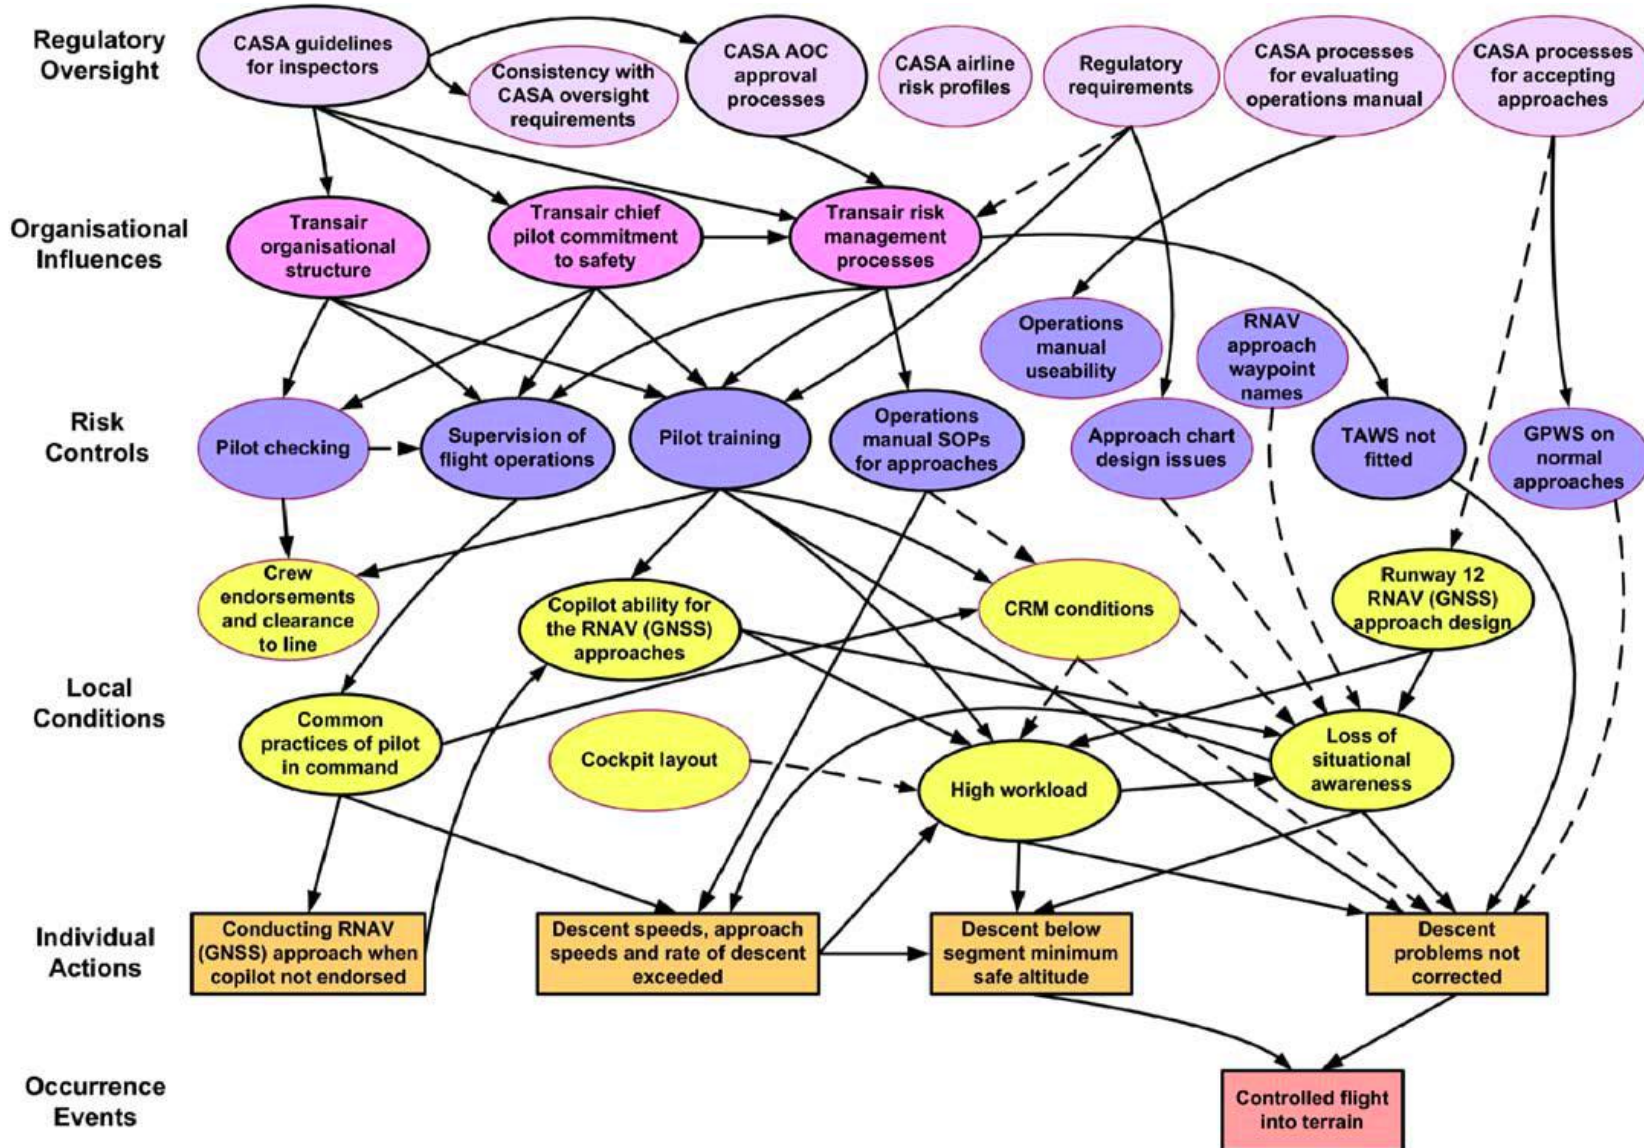 Regulatory
Oversight
CASA guidelines
for inspectors
Consistency with
CASA oversight
requirements
CASA AOC
approval
processes
CASA airline
risk profiles
Regulatory
requirements
CASA processes
for evaluating
operations manual
CASA processes
for accepting
approaches
Organisational
Influences
Transair
organisational
structure
Transair chief
pilot commitment
to safety
Transair risk
management
processes
Risk
Controls
Pilot checking
Supervision of
flight operations
Pilot training
Operations
manual SOPs
for approaches
Operations
manual
useability
Approach chart
design issues
RNAV
approach
waypoint
names
TAWS not
fitted
GPWS on
normal
approaches
Local
Conditions
Crew
endorsements
and clearance
to line
Copilot ability for
the RNAV (GNSS)
approaches
CRM conditions
Runway 12
RNAV (GNSS)
approach design
Common
practices of pilot
in command
Cockpit layout
High workload
Loss of
situational
awareness
Individual
Actions
Conducting RNAV
(GNSS) approach when
copilot not endorsed
Descent speeds, approach
speeds and rate of descent
exceeded
Descent below
segment minimum
safe altitude
Descent
problems not
corrected
Occurrence
Events
Controlled flight
into terrain